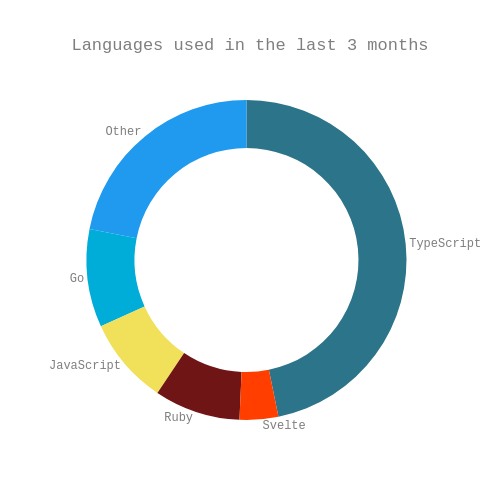 Languages used in the last 3 months
Other
TypeScript
Go
JavaScript
Ruby
Svelte